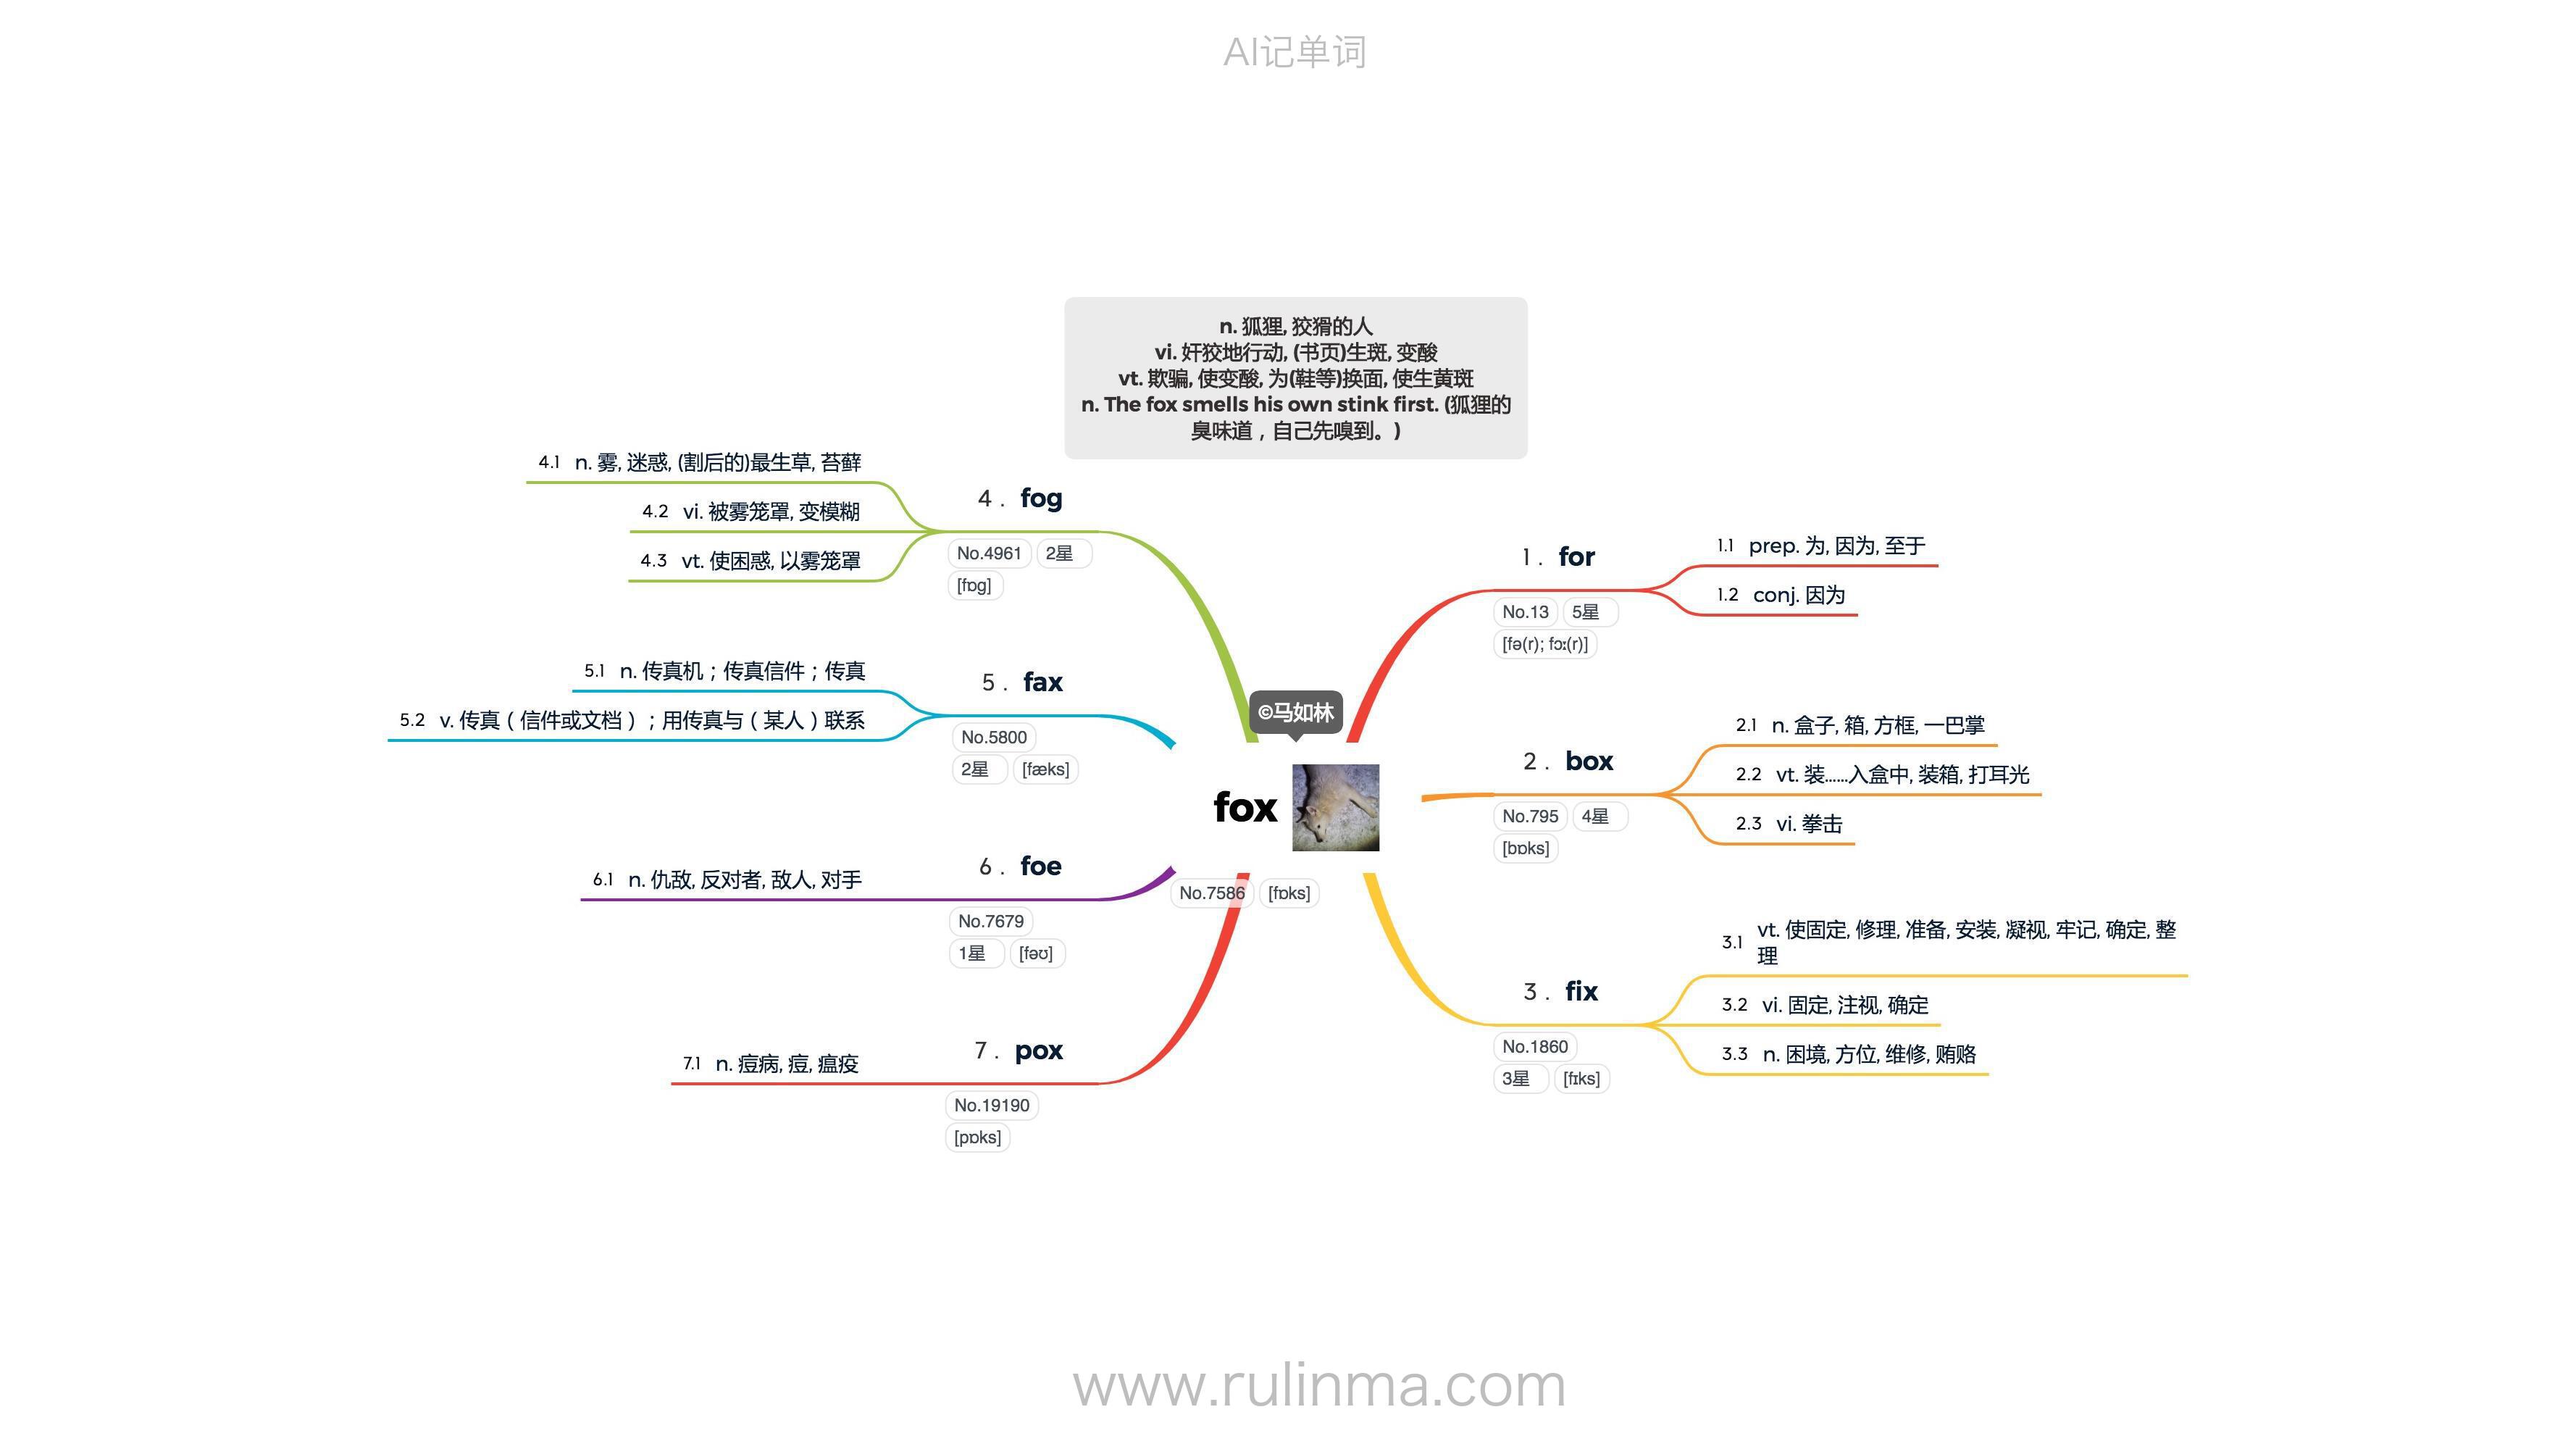 AI记单词
n. 狐狸, 狡猾的人
vi. 奸狡地行动, (书页)生斑, 变酸
vt. 欺骗, 使变酸, 为(鞋等)换面, 使生黄斑
n. The fox smells his own stink first. (狐狸的
臭味道，自己先嗅到。)
©马如林
fox
No.7586 [fɒks]
1. for
No.13 5星
[fə(r); fɔː(r)]
1.1 prep. 为, 因为, 至于
1.2 conj. 因为
2. box
No.795 4星
[bɒks]
2.1 n. 盒子, 箱, 方框, 一巴掌
2.2 vt. 装……入盒中, 装箱, 打耳光
2.3 vi. 拳击
3. fix
No.1860
3星 [fɪks]
3.1 vt. 使固定, 修理, 准备, 安装, 凝视, 牢记, 确定, 整
理
3.2 vi. 固定, 注视, 确定
3.3 n. 困境, 方位, 维修, 贿赂
4. fog
No.4961 2星
[fɒg]
4.1 n. 雾, 迷惑, (割后的)最生草, 苔藓
4.2 vi. 被雾笼罩, 变模糊
4.3 vt. 使困惑, 以雾笼罩
5. fax
No.5800
2星 [fæks]
5.1 n. 传真机；传真信件；传真
5.2 v. 传真（信件或文档）；用传真与（某人）联系
6. foe
No.7679
1星 [fəʊ]
6.1 n. 仇敌, 反对者, 敌人, 对手
7. pox
No.19190
[pɒks]
7.1 n. 痘病, 痘, 瘟疫
www.rulinma.com